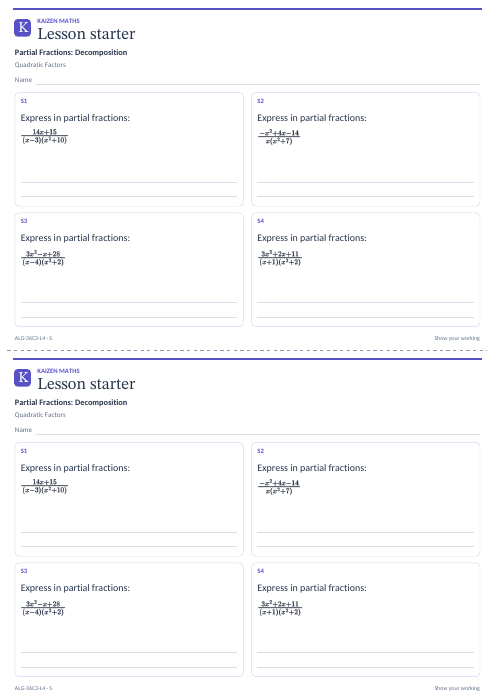 K
KAIZEN MATHS
Lesson starter
Partial Fractions: Decomposition
Quadratic Factors
Name
S1
Express in partial fractions:
14x+15
(x−3)(x²+10)
S2
Express in partial fractions:
−x²+4x−14
x(x²+7)
S3
Express in partial fractions:
3x²−x+28
(x−4)(x²+2)
S4
Express in partial fractions:
3x²+2x+11
(x+1)(x²+2)
ALG-36C3-L4 · S
Show your working
K
KAIZEN MATHS
Lesson starter
Partial Fractions: Decomposition
Quadratic Factors
Name
S1
Express in partial fractions:
14x+15
(x−3)(x²+10)
S2
Express in partial fractions:
−x²+4x−14
x(x²+7)
S3
Express in partial fractions:
3x²−x+28
(x−4)(x²+2)
S4
Express in partial fractions:
3x²+2x+11
(x+1)(x²+2)
ALG-36C3-L4 · S
Show your working